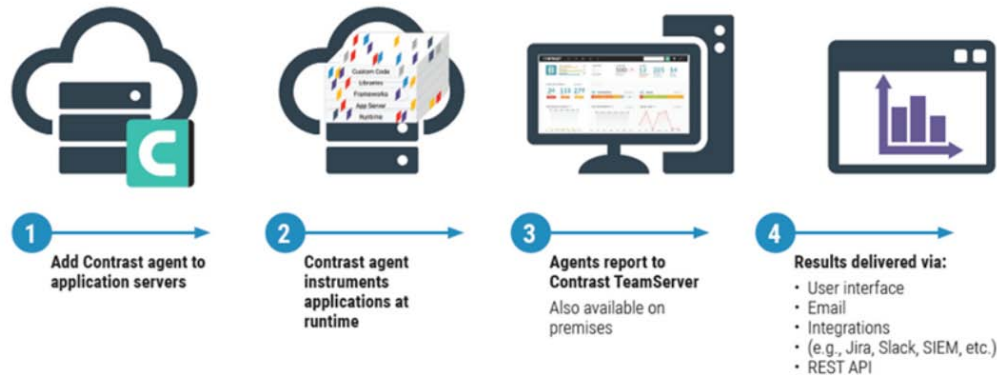 Custom Code
Libraries
Frameworks
App Server
Runtime
1
Add Contrast agent to
application servers
2
Contrast agent
instruments
applications at
runtime
3
Agents report to
Contrast TeamServer
Also available on
premises
4
Results delivered via:
• User interface
• Email
• Integrations
• (e.g., Jira, Slack, SIEM, etc.)
• REST API